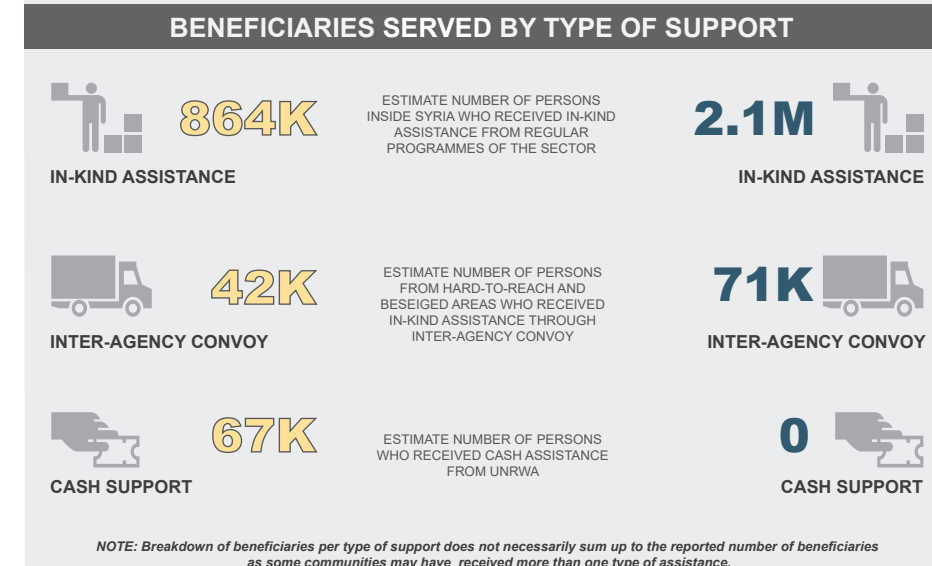 BENEFICIARIES SERVED BY TYPE OF SUPPORT
864K
IN-KIND ASSISTANCE
ESTIMATE NUMBER OF PERSONS
INSIDE SYRIA WHO RECEIVED IN-KIND
ASSISTANCE FROM REGULAR
PROGRAMMES OF THE SECTOR
2.1M
IN-KIND ASSISTANCE
42K
INTER-AGENCY CONVOY
ESTIMATE NUMBER OF PERSONS
FROM HARD-TO-REACH AND
BESEIGED AREAS WHO RECEIVED
IN-KIND ASSISTANCE THROUGH
INTER-AGENCY CONVOY
71K
INTER-AGENCY CONVOY
67K
CASH SUPPORT
ESTIMATE NUMBER OF PERSONS
WHO RECEIVED CASH ASSISTANCE
FROM UNRWA
0
CASH SUPPORT
NOTE: Breakdown of beneficiaries per type of support does not necessarily sum up to the reported number of beneficiaries
as some communities may have received more than one type of assistance.